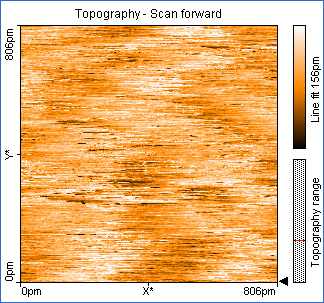 Topography - Scan forward
806pm
Y*
0pm
0pm
X*
806pm
Line fit 156pm
Topography range